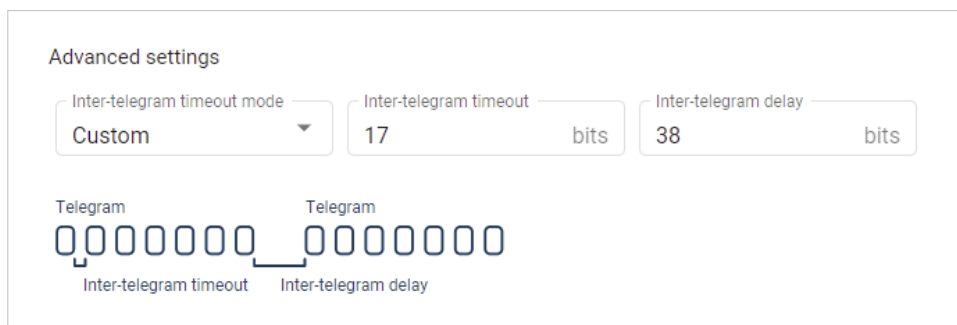 Advanced settings
Inter-telegram timeout mode
Custom
Inter-telegram timeout
17 bits
Inter-telegram delay
38 bits
Telegram Telegram
Inter-telegram timeout Inter-telegram delay